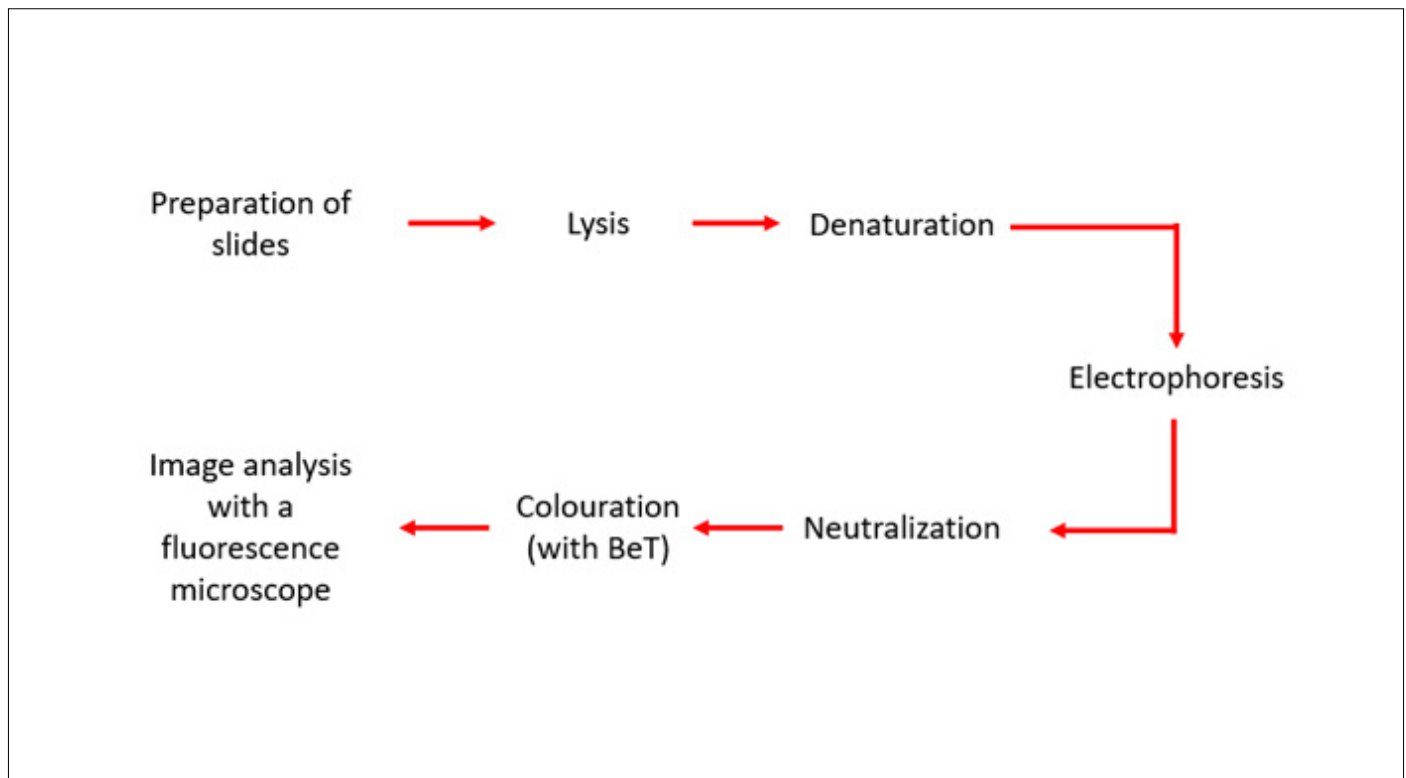 Preparation of
slides
Lysis
Denaturation
Electrophoresis
Neutralization
Colouration
(with BeT)
Image analysis
with a
fluorescence
microscope